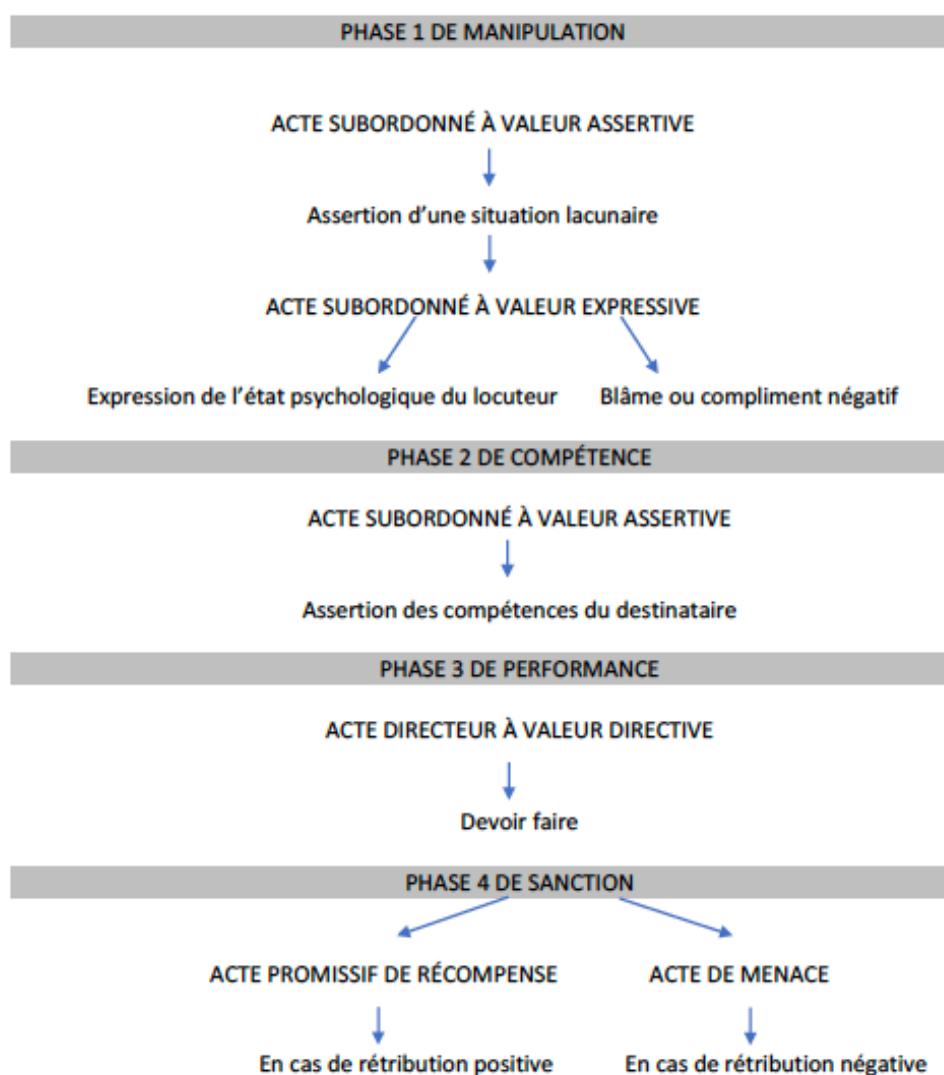 PHASE 1 DE MANIPULATION
ACTE SUBORDONNÉ À VALEUR ASSERTIVE
Assertion d'une situation lacunaire
ACTE SUBORDONNÉ À VALEUR EXPRESSIVE
Expression de l'état psychologique du locuteur Blâme ou compliment négatif
PHASE 2 DE COMPÉTENCE
ACTE SUBORDONNÉ À VALEUR ASSERTIVE
Assertion des compétences du destinataire
PHASE 3 DE PERFORMANCE
ACTE DIRECTEUR À VALEUR DIRECTIVE
Devoir faire
PHASE 4 DE SANCTION
ACTE PROMISSIF DE RÉCOMPENSE ACTE DE MENACE
En cas de rétribution positive En cas de rétribution négative